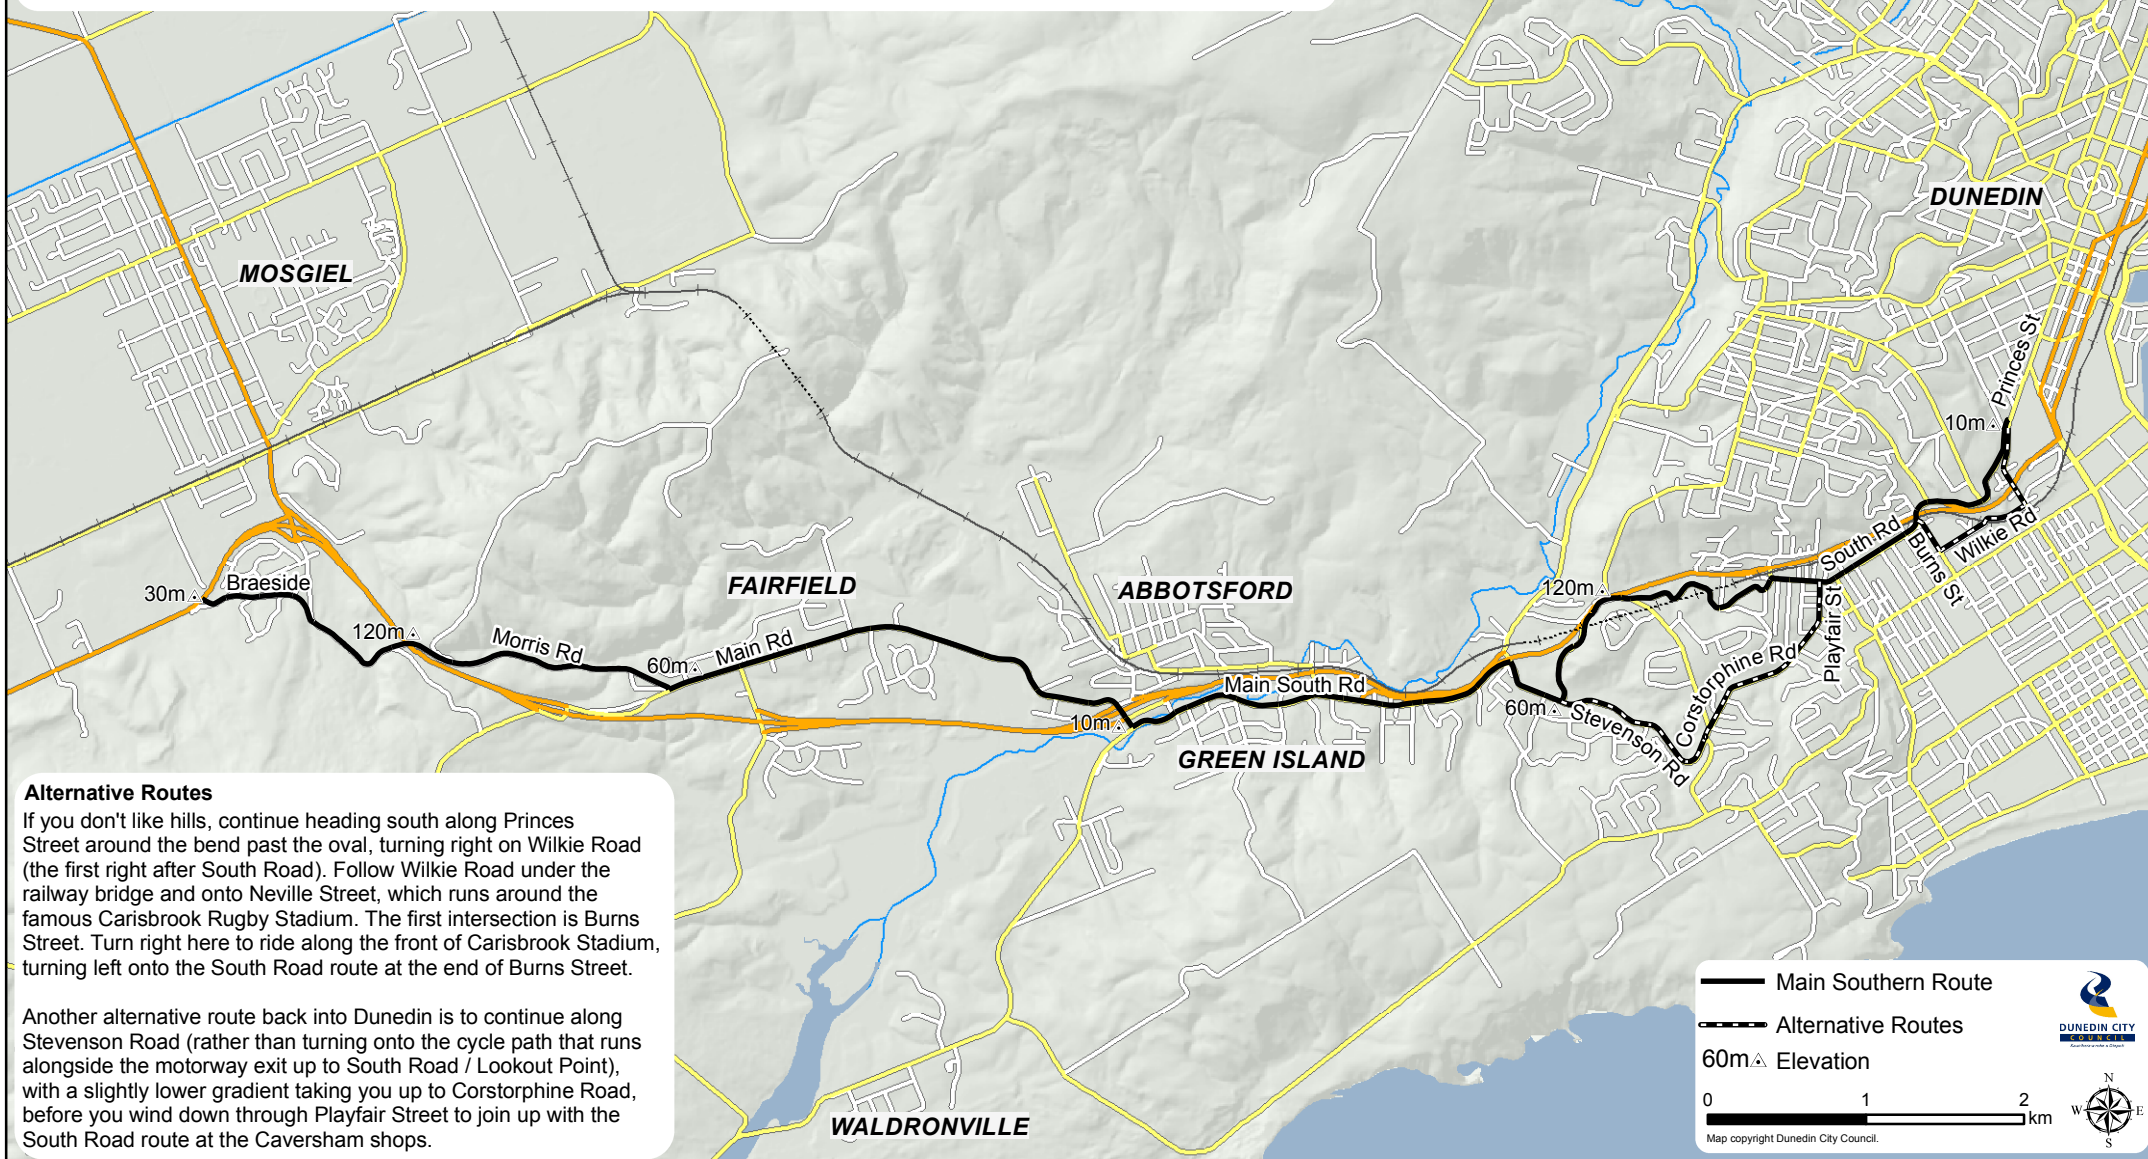 MOSGIEL
DUNEDIN
Princes St
10m
South Rd
Burns St
Wilkie Rd
Playfair St
Corstorphine Rd
Stevenson Rd
120m
60m
ABBOTSFORD
Main South Rd
GREEN ISLAND
10m
FAIRFIELD
Main Rd
60m
Morris Rd
120m
Braeside
30m
WALDRONVILLE
Alternative Routes
If you don't like hills, continue heading south along Princes
Street around the bend past the oval, turning right on Wilkie Road
(the first right after South Road). Follow Wilkie Road under the
railway bridge and onto Neville Street, which runs around the
famous Carisbrook Rugby Stadium. The first intersection is Burns
Street. Turn right here to ride along the front of Carisbrook Stadium,
turning left onto the South Road route at the end of Burns Street.
Another alternative route back into Dunedin is to continue along
Stevenson Road (rather than turning onto the cycle path that runs
alongside the motorway exit up to South Road / Lookout Point),
with a slightly lower gradient taking you up to Corstorphine Road,
before you wind down through Playfair Street to join up with the
South Road route at the Caversham shops.
Main Southern Route
Alternative Routes
60m Elevation
0 1 2
km
Map copyright Dunedin City Council.
DUNEDIN CITY
COUNCIL
N
W E
S